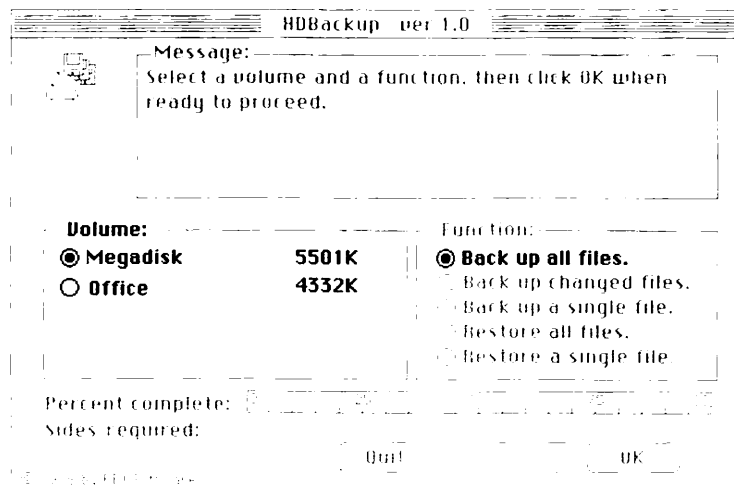 HDBackup ver 1.0
Message:
Select a volume and a function, then click OK when
ready to proceed.
Volume:
Megadisk 5501K
Office 4332K
Function:
Back up all files.
Back up changed files.
Back up a single file.
Restore all files.
Restore a single file
Percent complete:
Sides required:
Quit
OK